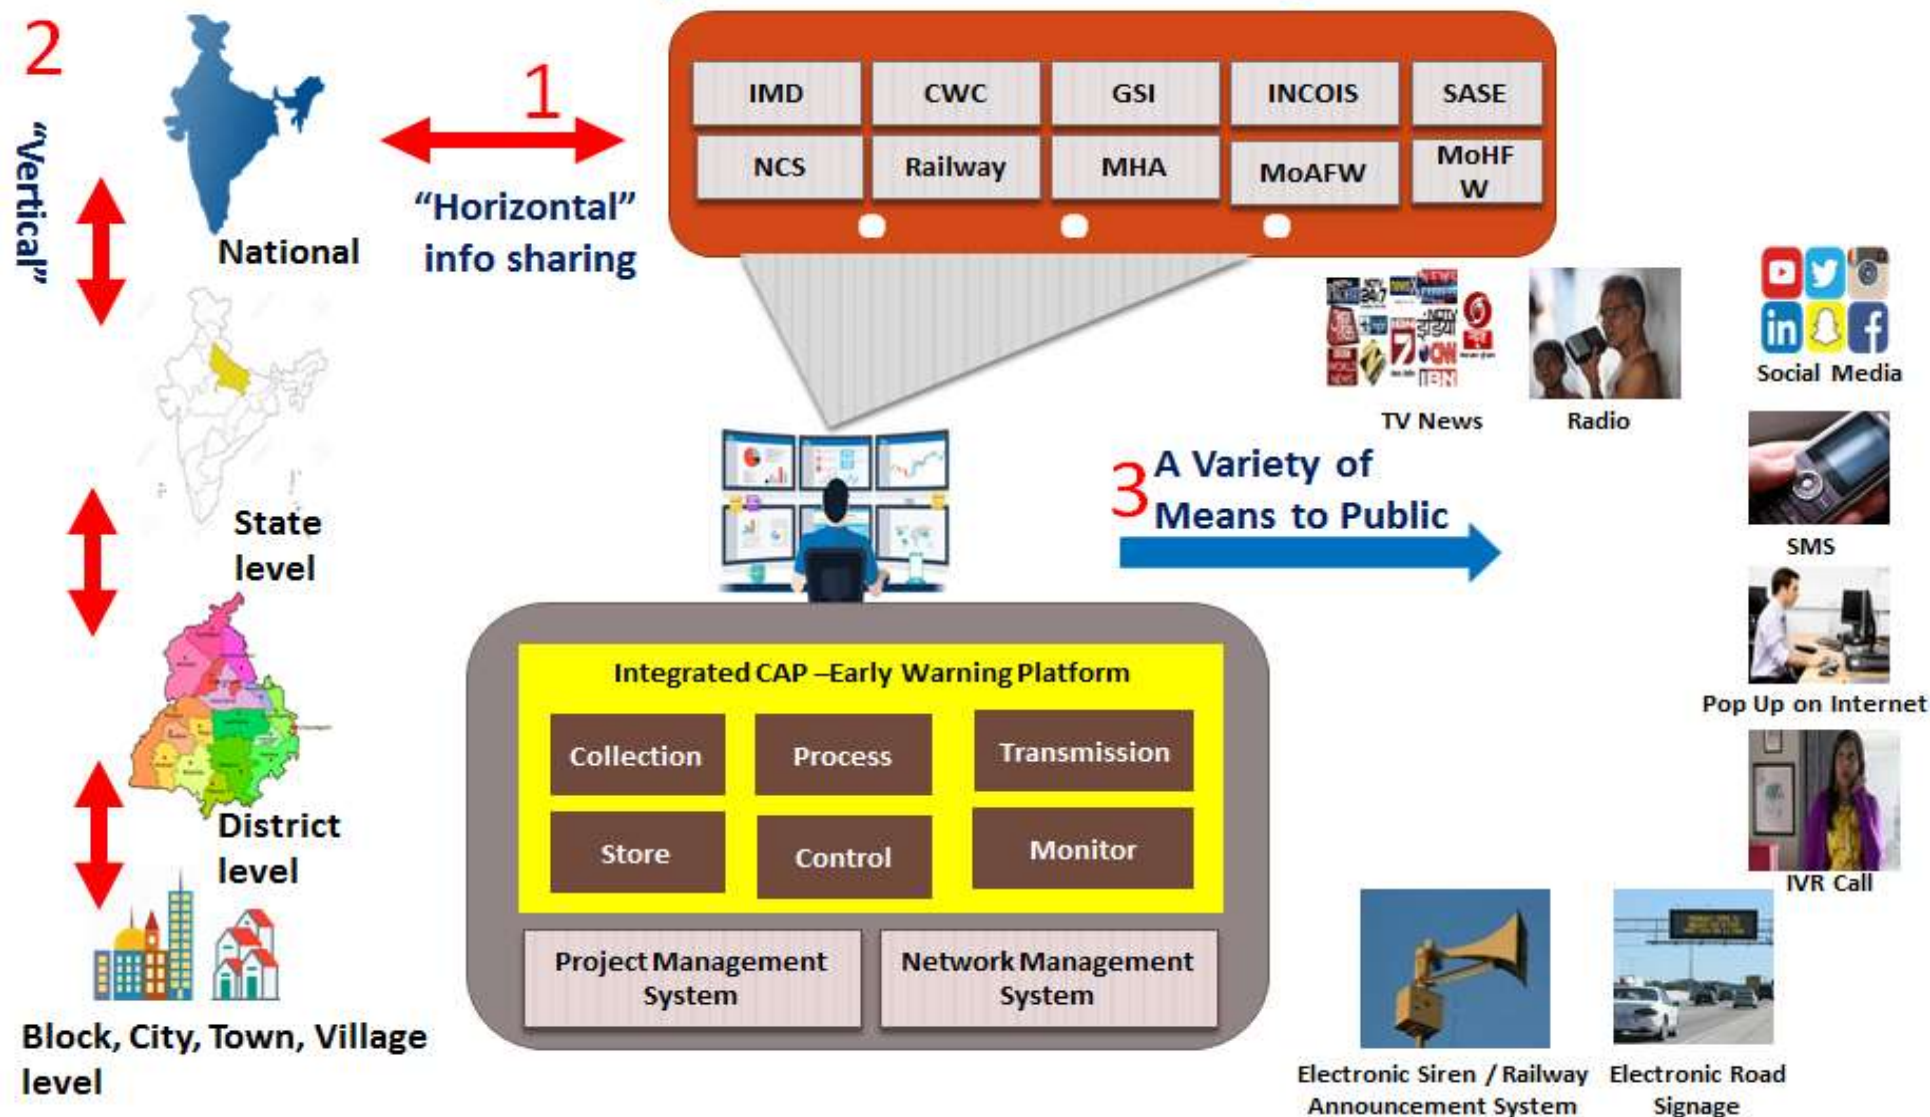 2
"Vertical"
1
"Horizontal"
info sharing
IMD
CWC
GSI
INCOIS
SASE
NCS
Railway
MHA
MoAFW
MoHF
W
National
State
level
District
level
Block, City, Town, Village
level
3
A Variety of
Means to Public
TV News
Radio
Social Media
SMS
Pop Up on Internet
IVR Call
Electronic Siren / Railway
Announcement System
Electronic Road
Signage
Integrated CAP –Early Warning Platform
Collection
Process
Transmission
Store
Control
Monitor
Project Management
System
Network Management
System